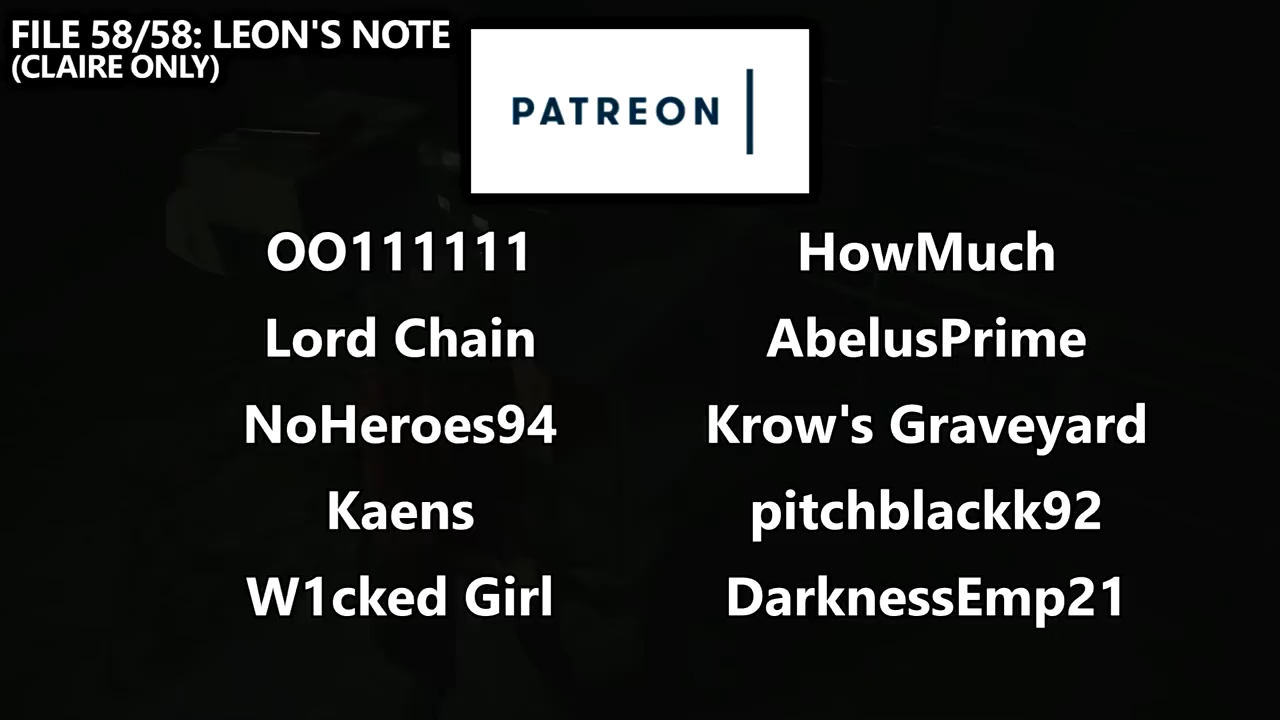 FILE 58/58: LEON'S NOTE
(CLAIRE ONLY)
PATREON
OO111111
HowMuch
Lord Chain
AbelusPrime
NoHeroes94
Krow's Graveyard
Kaens
pitchblackk92
W1cked Girl
DarknessEmp21